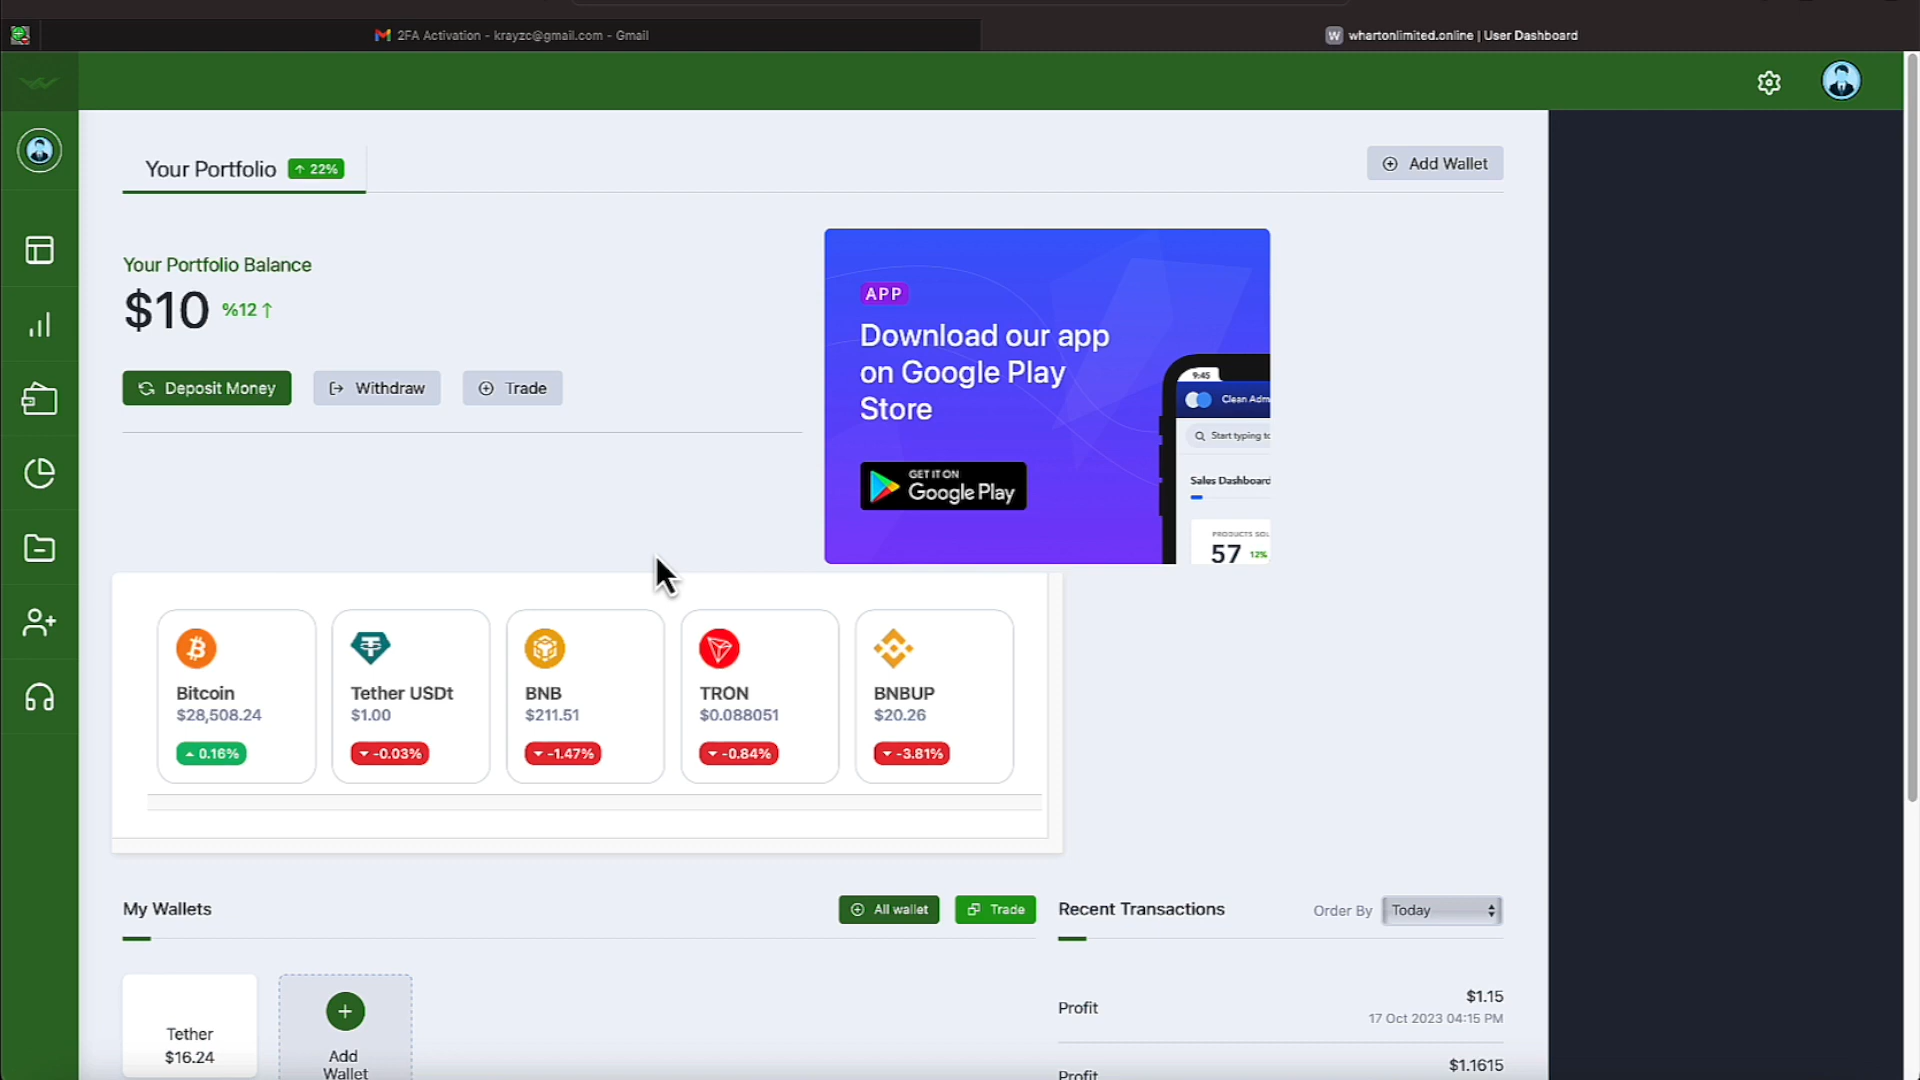 2FA Activation - krayzc@gmail.com - Gmail
W whartonlimited.online | User Dashboard
Your Portfolio ↑ 22%
Add Wallet
Your Portfolio Balance
$10 %12 ↑
Deposit Money Withdraw Trade
APP
Download our app
on Google Play
Store
GET IT ON
Google Play
9:45
Clean Adm
Start typing to
Sales Dashboard
PRODUCTS SOL
57 12%
Bitcoin
$28,508.24
0.16%
Tether USDt
$1.00
-0.03%
BNB
$211.51
-1.47%
TRON
$0.088051
-0.84%
BNBUP
$20.26
-3.81%
My Wallets All wallet Trade
Tether
$16.24
Add
Wallet
Recent Transactions Order By Today
Profit $1.15
17 Oct 2023 04:15 PM
Profit $1.1615